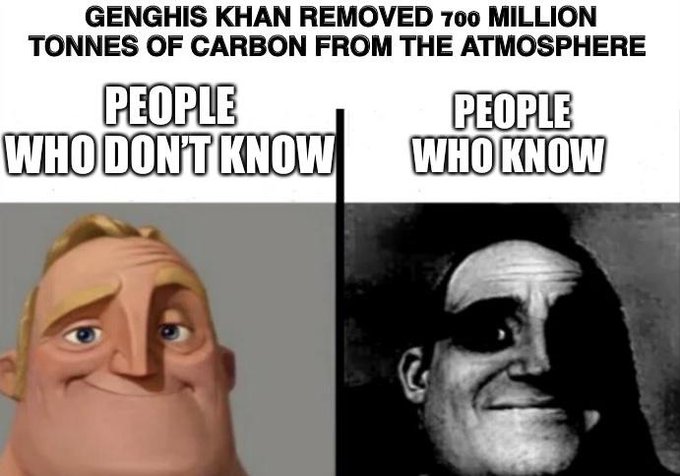 GENGHIS KHAN REMOVED 700 MILLION
TONNES OF CARBON FROM THE ATMOSPHERE
PEOPLE
WHO DON'T KNOW
PEOPLE
WHO KNOW